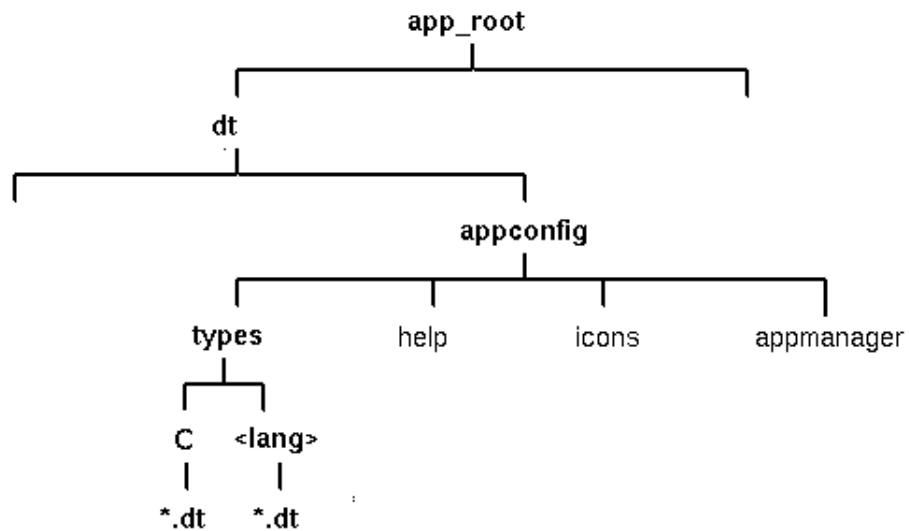 app_root
dt
appconfig
types help icons appmanager
C <lang>
*.dt *.dt